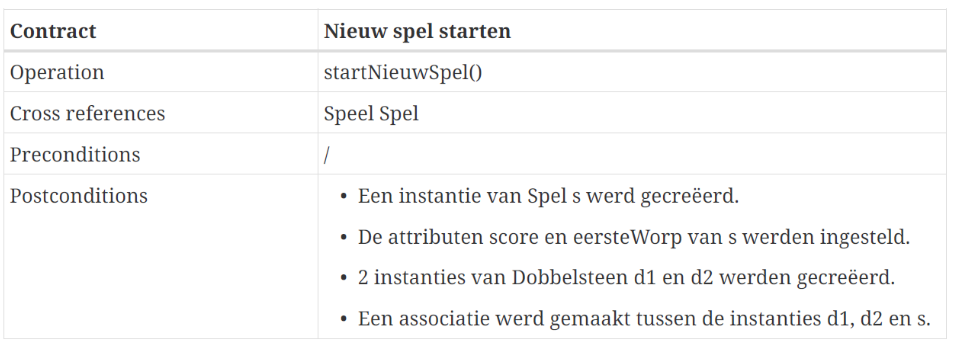 Contract Nieuw spel starten
Operation startNieuwSpel()
Cross references Speel Spel
Preconditions /
Postconditions • Een instantie van Spel s werd gecreëerd.
• De attributen score en eersteWorp van s werden ingesteld.
• 2 instanties van Dobbelsteen d1 en d2 werden gecreëerd.
• Een associatie werd gemaakt tussen de instanties d1, d2 en s.